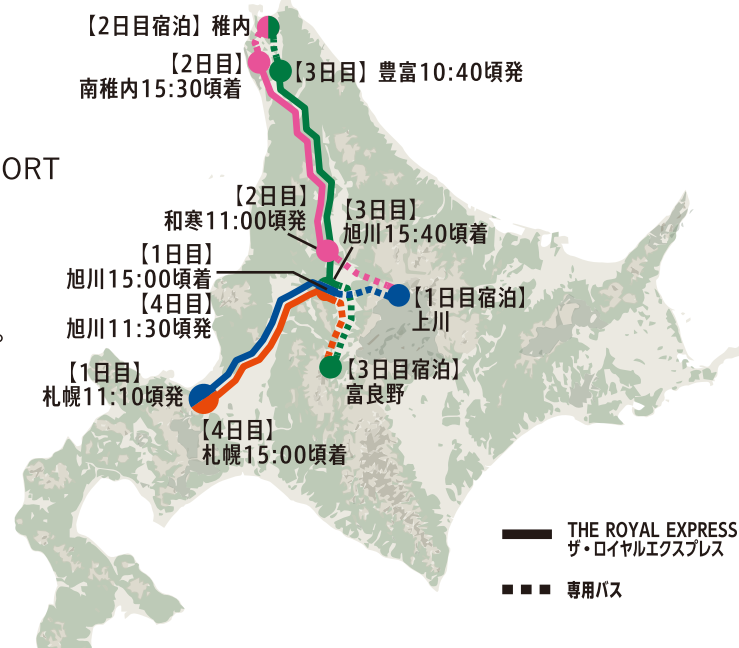 【2日目宿泊】稚内
【2日目】
南稚内15:30頃着
【3日目】豊富10:40頃発
ORT
【2日目】
和寒11:00頃発
【3日目】
旭川15:40頃着
【1日目】
旭川15:00頃着
【4日目】
旭川11:30頃発
【1日目宿泊】
上川
。
【3日目宿泊】
富良野
【1日目】
札幌11:10頃発
【4日目】
札幌15:00頃着
THE ROYAL EXPRESS
ザ・ロイヤルエクスプレス
専用バス